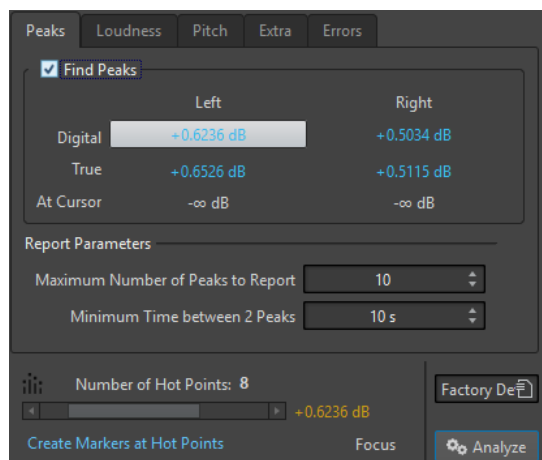 Peaks Loudness Pitch Extra Errors
Find Peaks
Left Right
Digital +0.6236 dB +0.5034 dB
True +0.6526 dB +0.5115 dB
At Cursor -∞ dB -∞ dB
Report Parameters
Maximum Number of Peaks to Report 10
Minimum Time between 2 Peaks 10 s
Number of Hot Points: 8
+0.6236 dB
Factory De
Create Markers at Hot Points Focus
Analyze